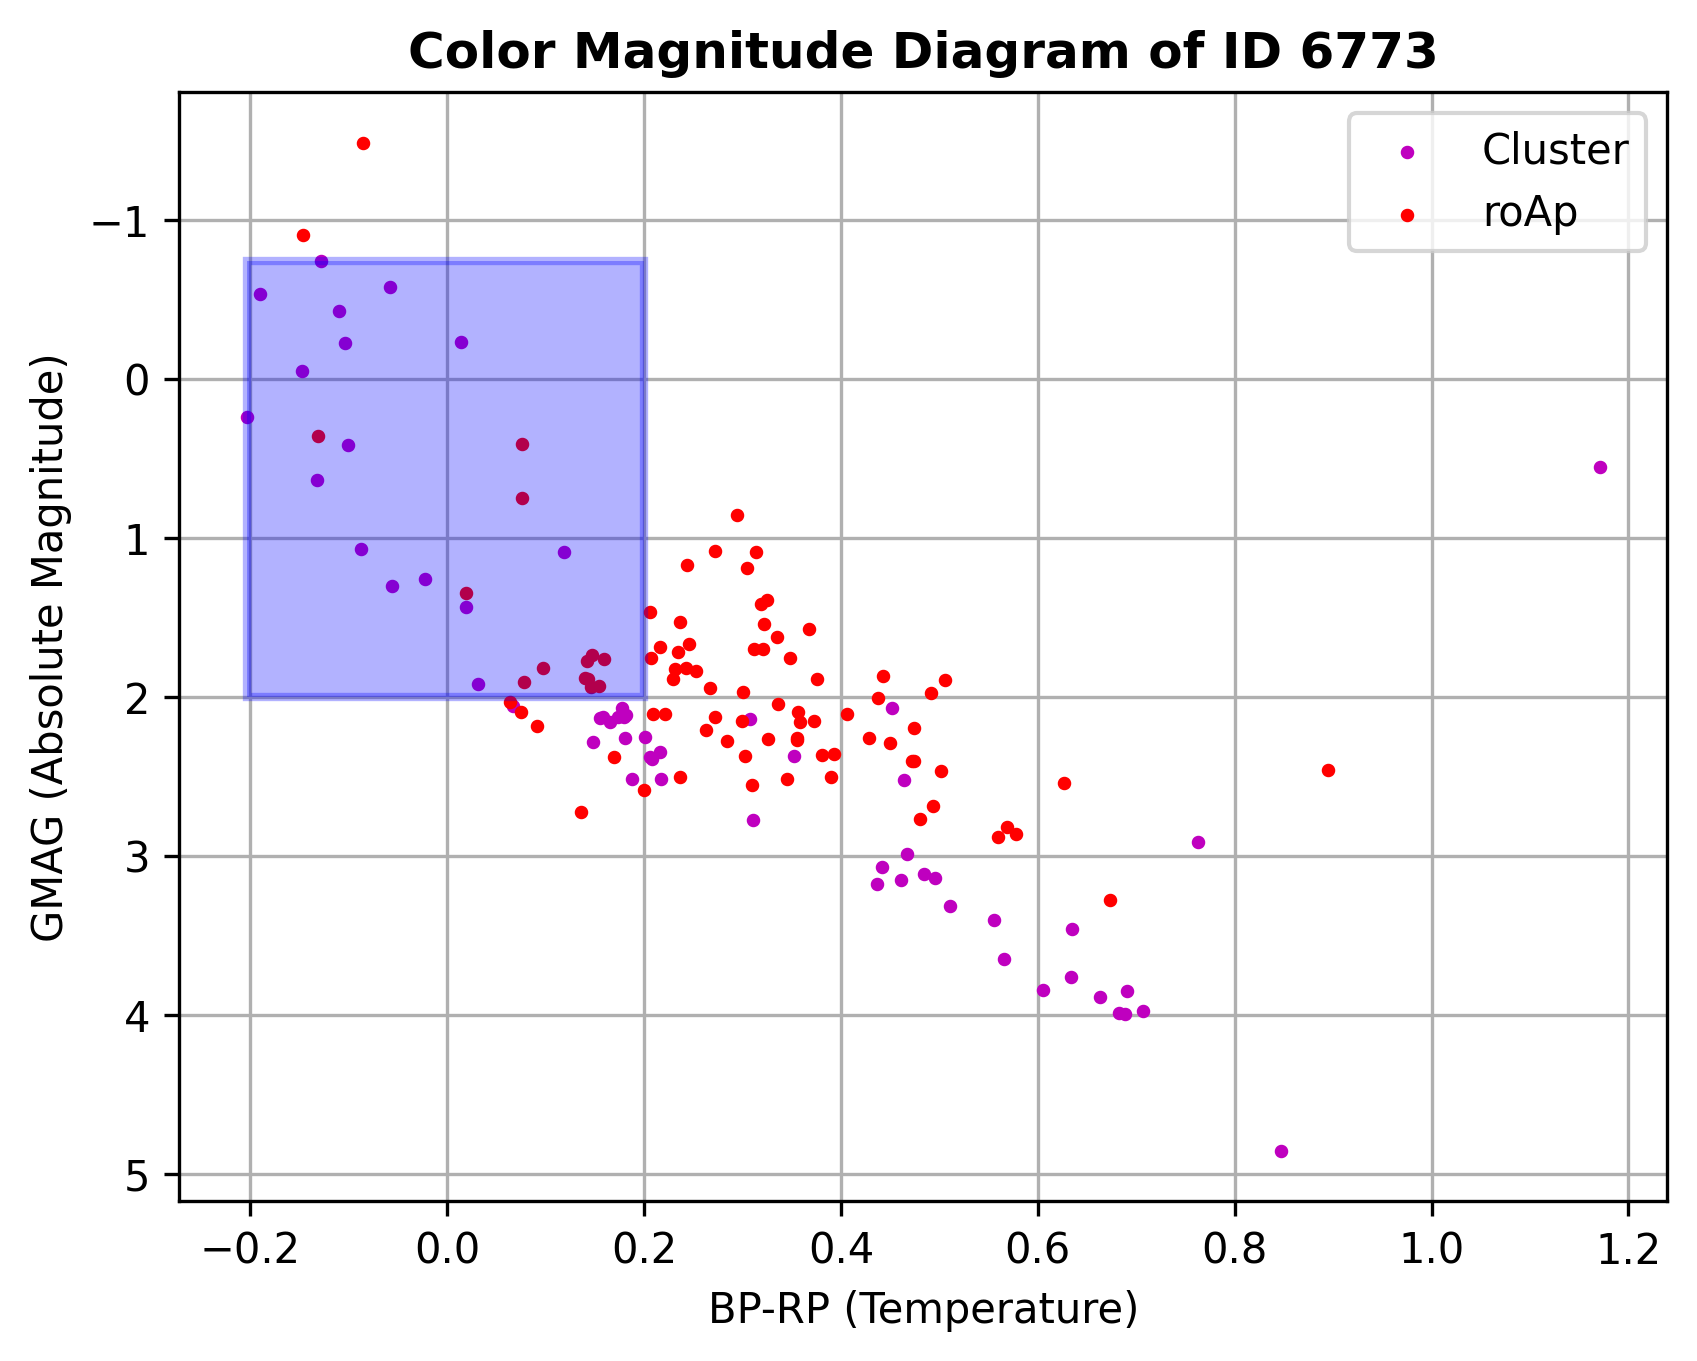 Color Magnitude Diagram of ID 6773
Cluster
roAp
−1
0
1
2
3
4
5
GMAG (Absolute Magnitude)
−0.2 0.0 0.2 0.4 0.6 0.8 1.0 1.2
BP-RP (Temperature)